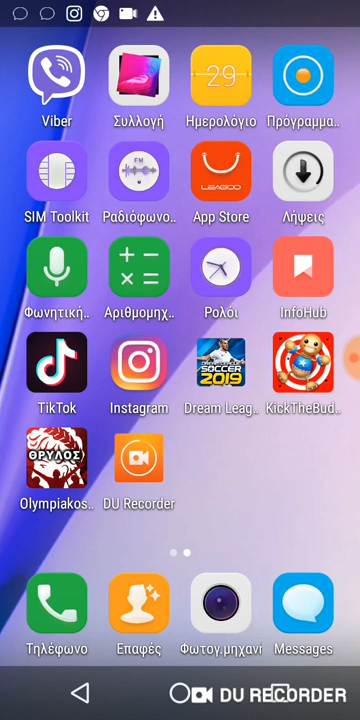 Viber
Συλλογή
29
Ημερολόγιο
Πρόγραμμα..
SIM Toolkit
FM
Ραδιόφωνο..
LEAGOO
App Store
Λήψεις
Φωνητική..
Αριθμομηχ..
Ρολόι
InfoHub
TikTok
Instagram
SOCCER
2019
Dream Leag..
KickTheBud..
ΘΡΥΛΟΣ
Olympiakos..
DU Recorder
Τηλέφωνο
Επαφές
Φωτογ.μηχανή
Messages
DU RECORDER